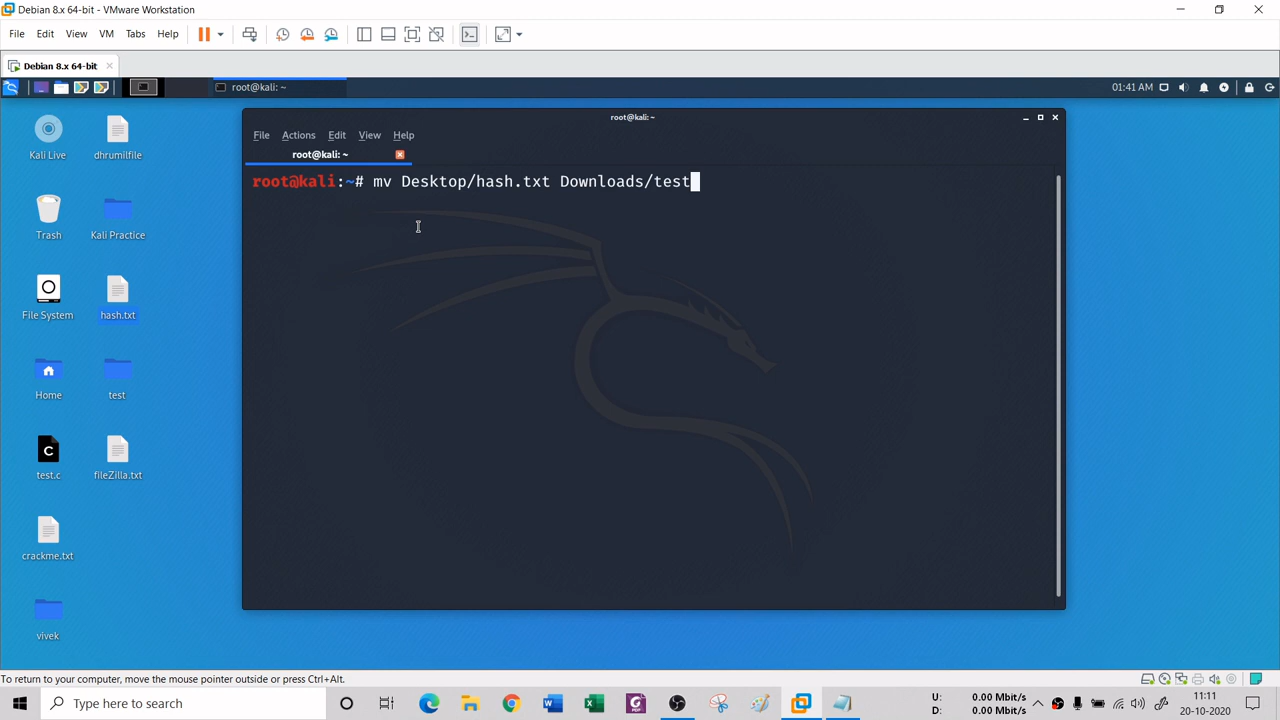 Debian 8.x 64-bit - VMware Workstation
File Edit View VM Tabs Help
Debian 8.x 64-bit
root@kali: ~
01:41 AM
root@kali: ~
File Actions Edit View Help
root@kali: ~
root@kali:~# mv Desktop/hash.txt Downloads/test
Kali Live
dhrumilfile
Trash
Kali Practice
File System
hash.txt
Home
test
C
test.c
fileZilla.txt
crackme.txt
vivek
To return to your computer, move the mouse pointer outside or press Ctrl+Alt.
Type here to search
U: 0.00 Mbit/s
D: 0.00 Mbit/s
11:11
20-10-2020